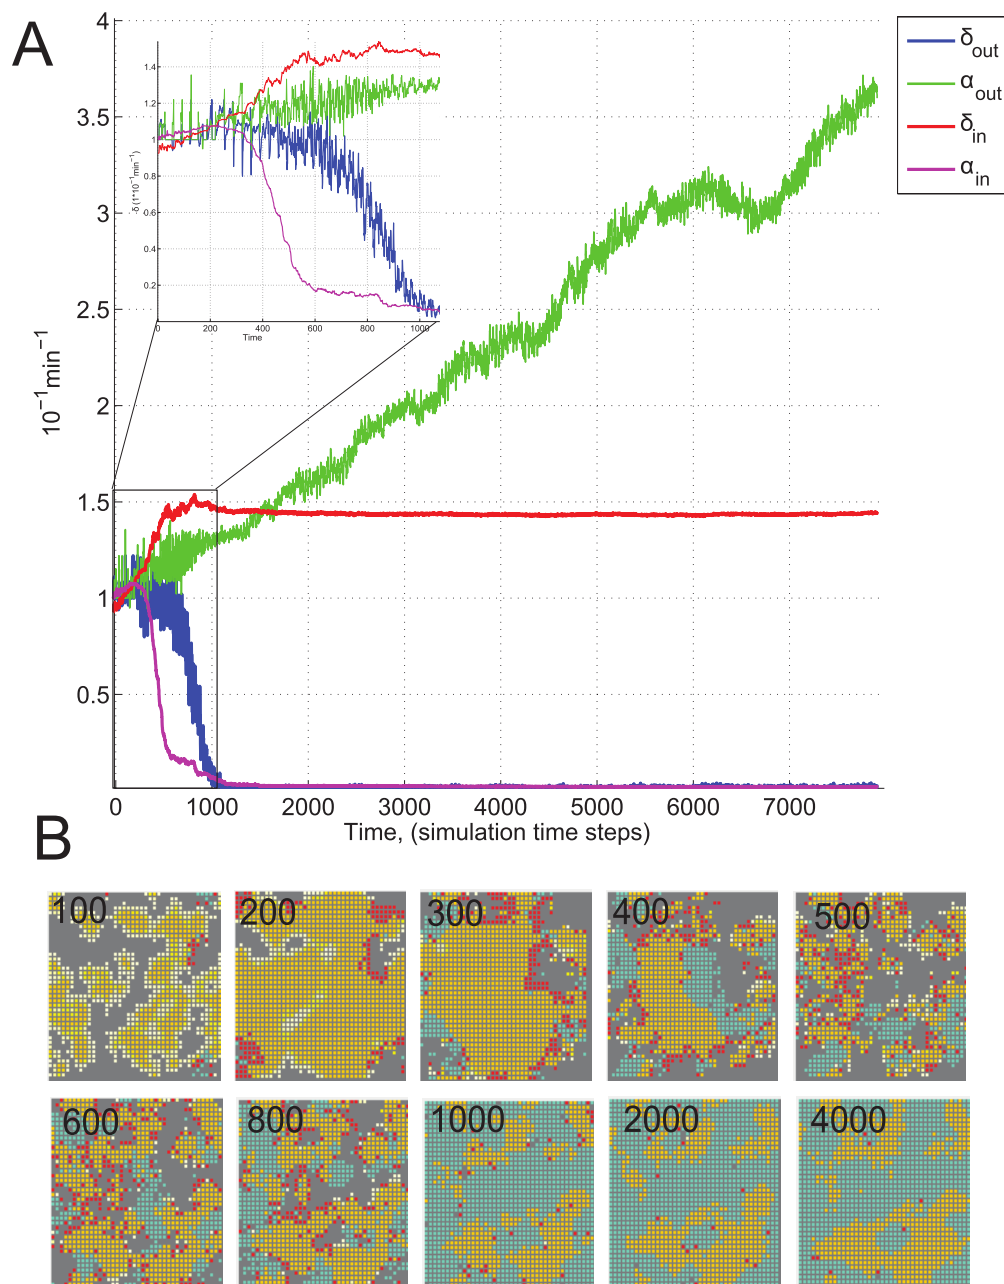 A
δout
αout
δin
αin
4
3.5
3
2.5
2
1.5
1
0.5
10⁻¹min⁻¹
1.4
1.2
1
0.8
0.6
0.4
0.2
δ (1*10⁻¹min⁻¹)
0 200 400 600 800 1000
Time
0 1000 2000 3000 4000 5000 6000 7000
Time, (simulation time steps)
B
100 200 300 400 500
600 800 1000 2000 4000